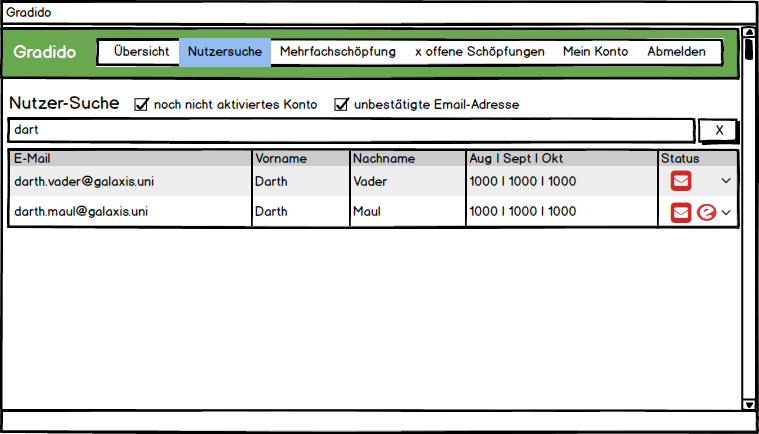 Gradido
Gradido Übersicht Nutzersuche Mehrfachschöpfung x offene Schöpfungen Mein Konto Abmelden
Nutzer-Suche noch nicht aktiviertes Konto unbestätigte Email-Adresse
dart X
E-Mail Vorname Nachname Aug | Sept | Okt Status
darth.vader@galaxis.uni Darth Vader 1000 | 1000 | 1000
darth.maul@galaxis.uni Darth Maul 1000 | 1000 | 1000